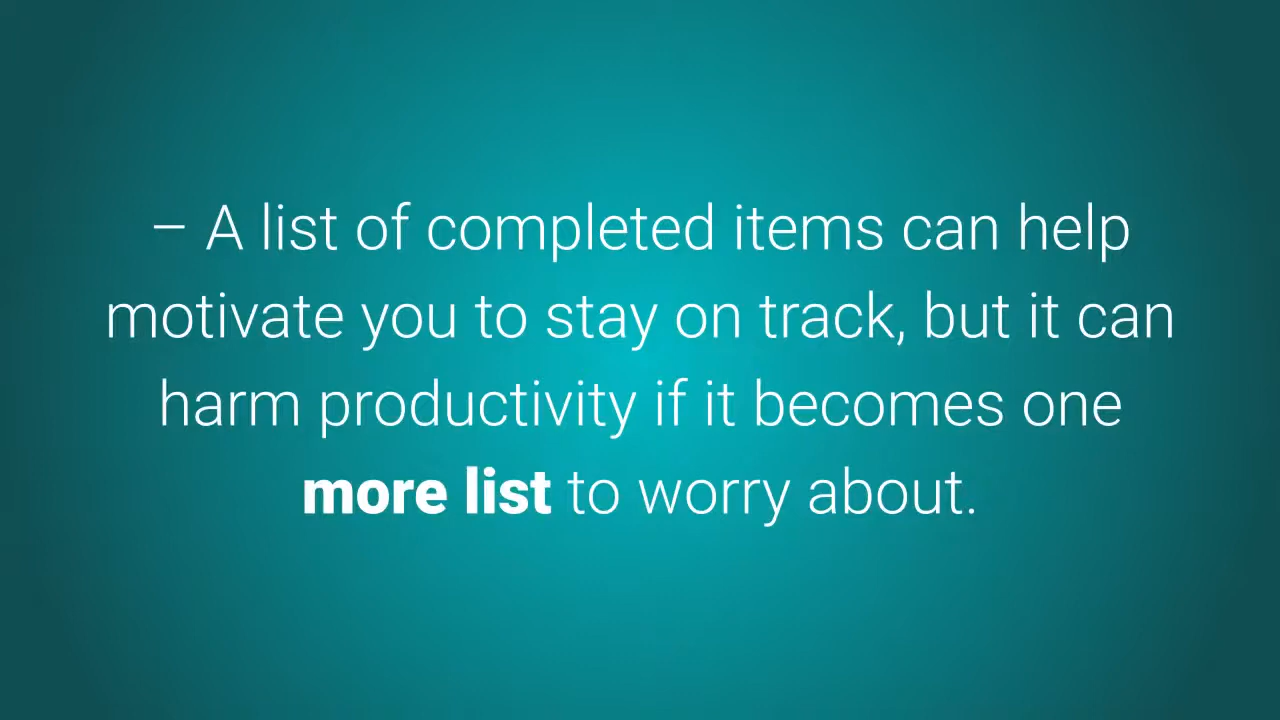 – A list of completed items can help
motivate you to stay on track, but it can
harm productivity if it becomes one
more list to worry about.